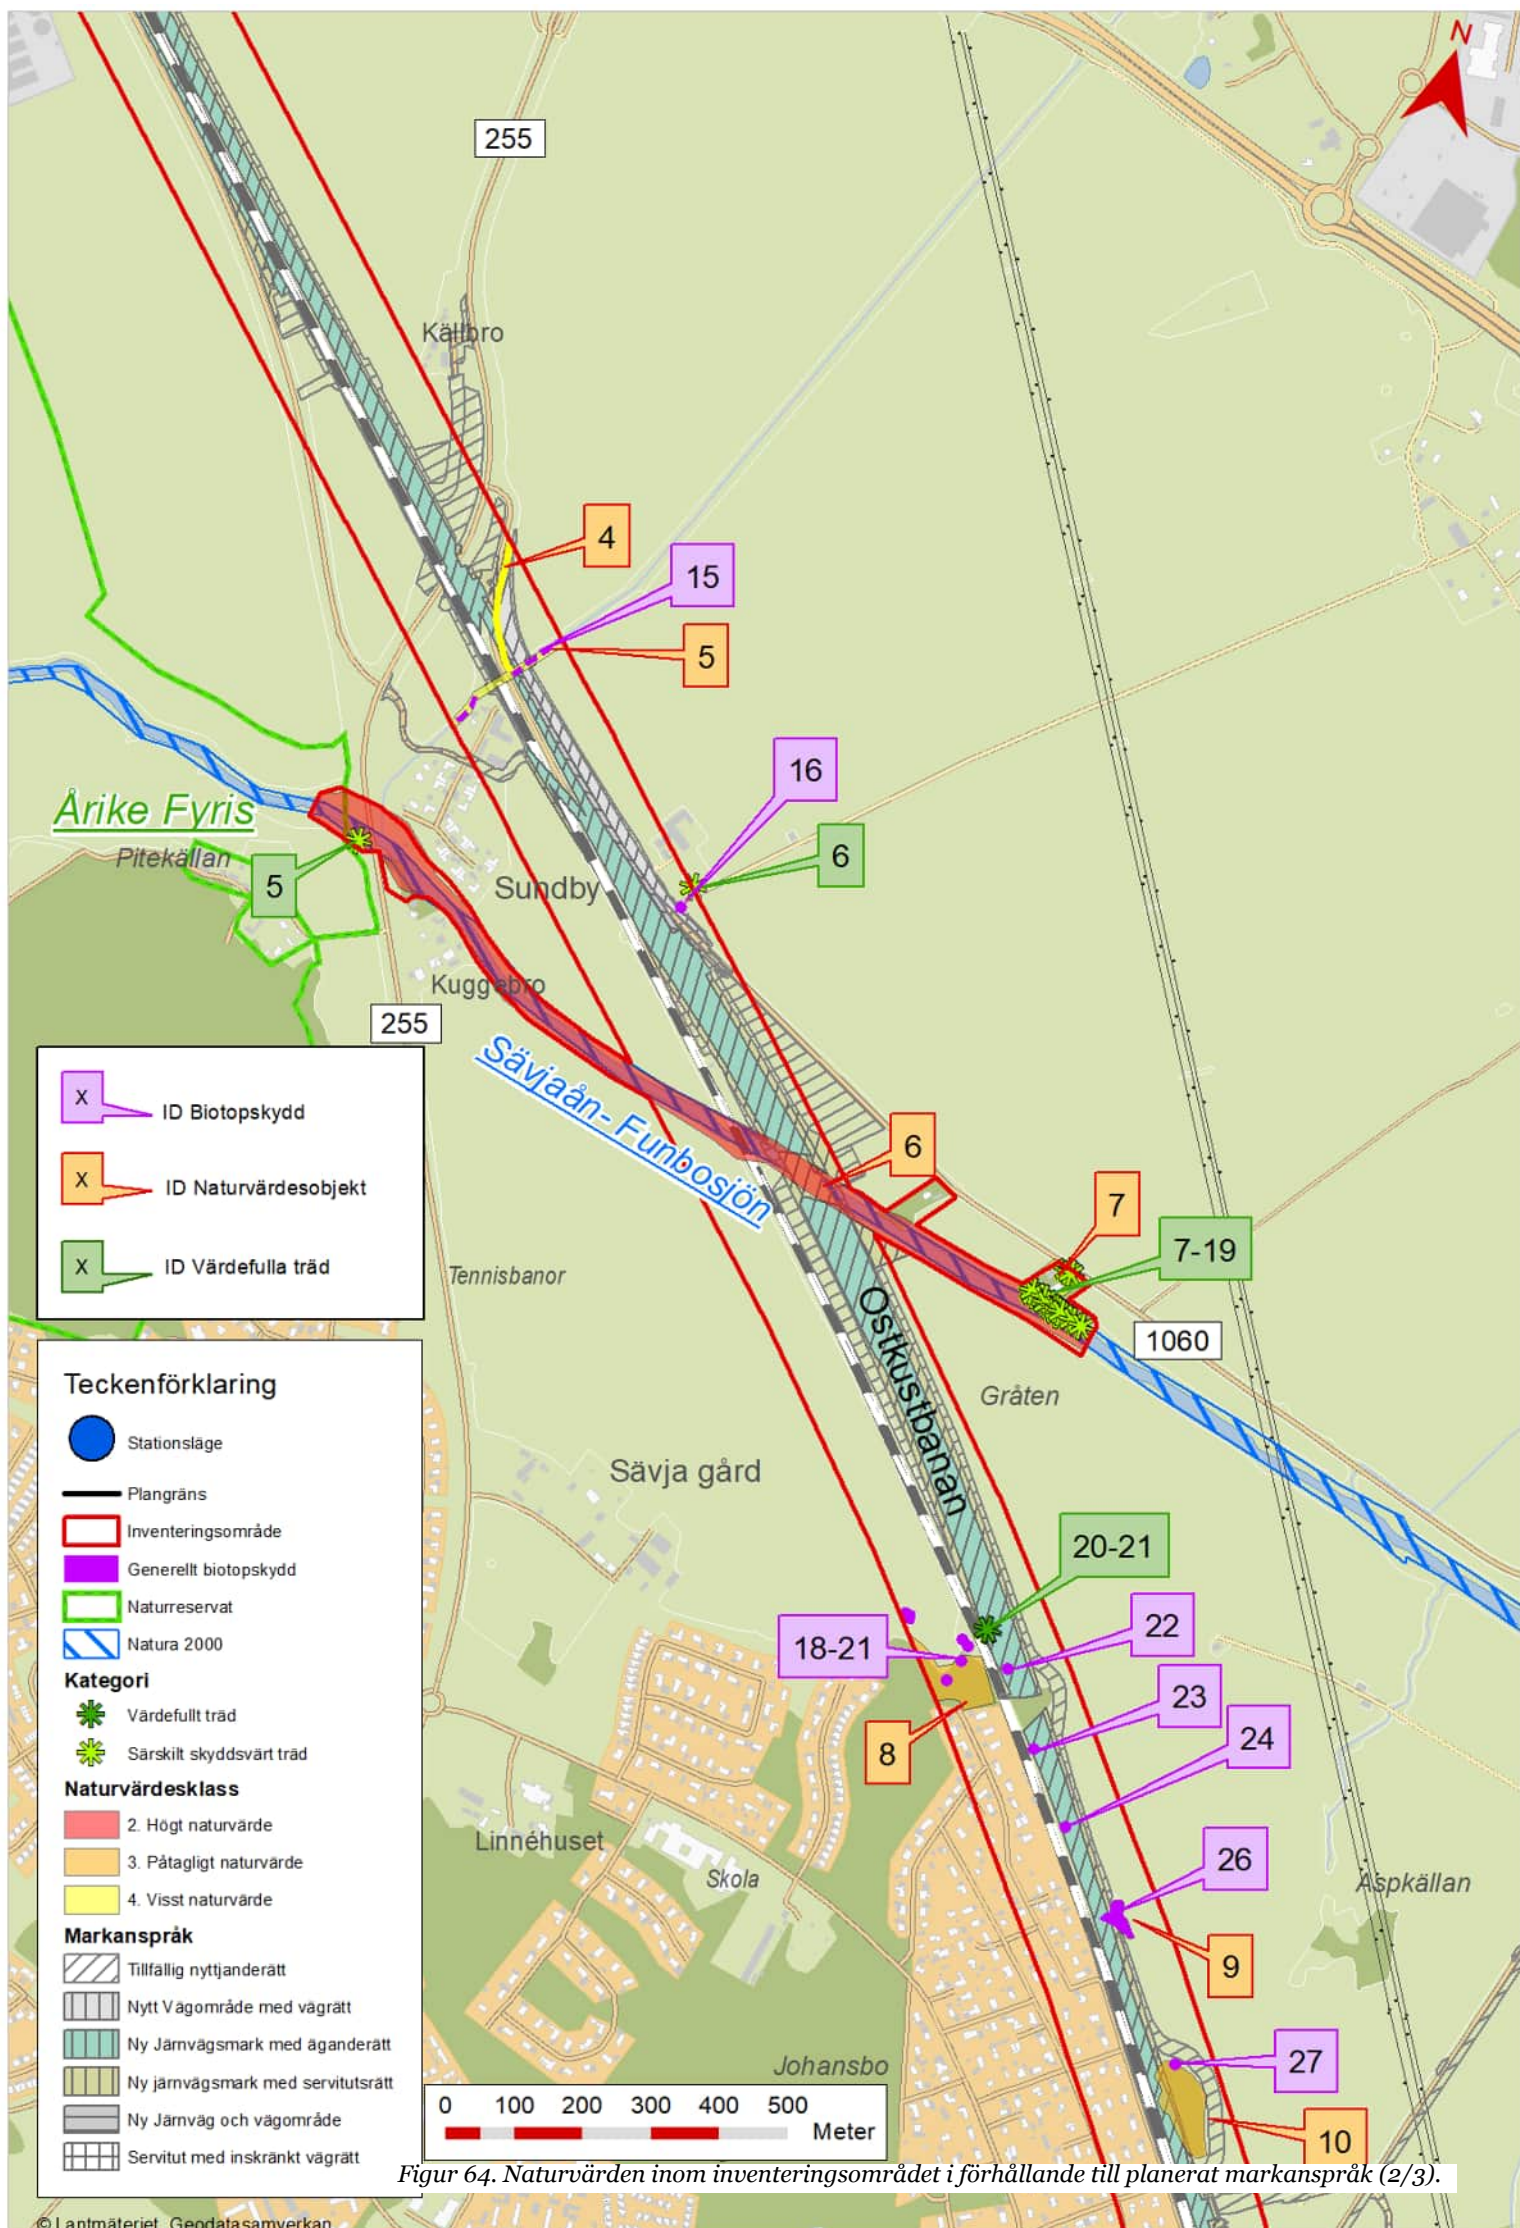 N
255
Källbro
4
15
5
16
6
Årike Fyris
Pitekällan
5
Sundby
Kuggebro
255
Sävjaån- Funbosjön
6
7
7-19
1060
X ID Biotopskydd
X ID Naturvärdesobjekt
X ID Värdefulla träd
Tennisbanor
Ostkustbanan
Gråten
Sävja gård
20-21
22
18-21
23
24
8
Linnéhuset
Skola
26
Aspkällan
9
Johansbo
27
10
Teckenförklaring
Stationsläge
Plangräns
Inventeringsområde
Generellt biotopskydd
Naturreservat
Natura 2000
Kategori
Värdefullt träd
Särskilt skyddsvärt träd
Naturvärdesklass
2. Högt naturvärde
3. Påtagligt naturvärde
4. Visst naturvärde
Markanspråk
Tillfällig nyttjanderätt
Nytt Vägområde med vägrätt
Ny Järnvägsmark med äganderätt
Ny järnvägsmark med servitutsrätt
Ny Järnväg och vägområde
Servitut med inskränkt vägrätt
0 100 200 300 400 500
Meter
Figur 64. Naturvärden inom inventeringsområdet i förhållande till planerat markanspråk (2/3).
© Lantmäteriet, Geodatasamverkan